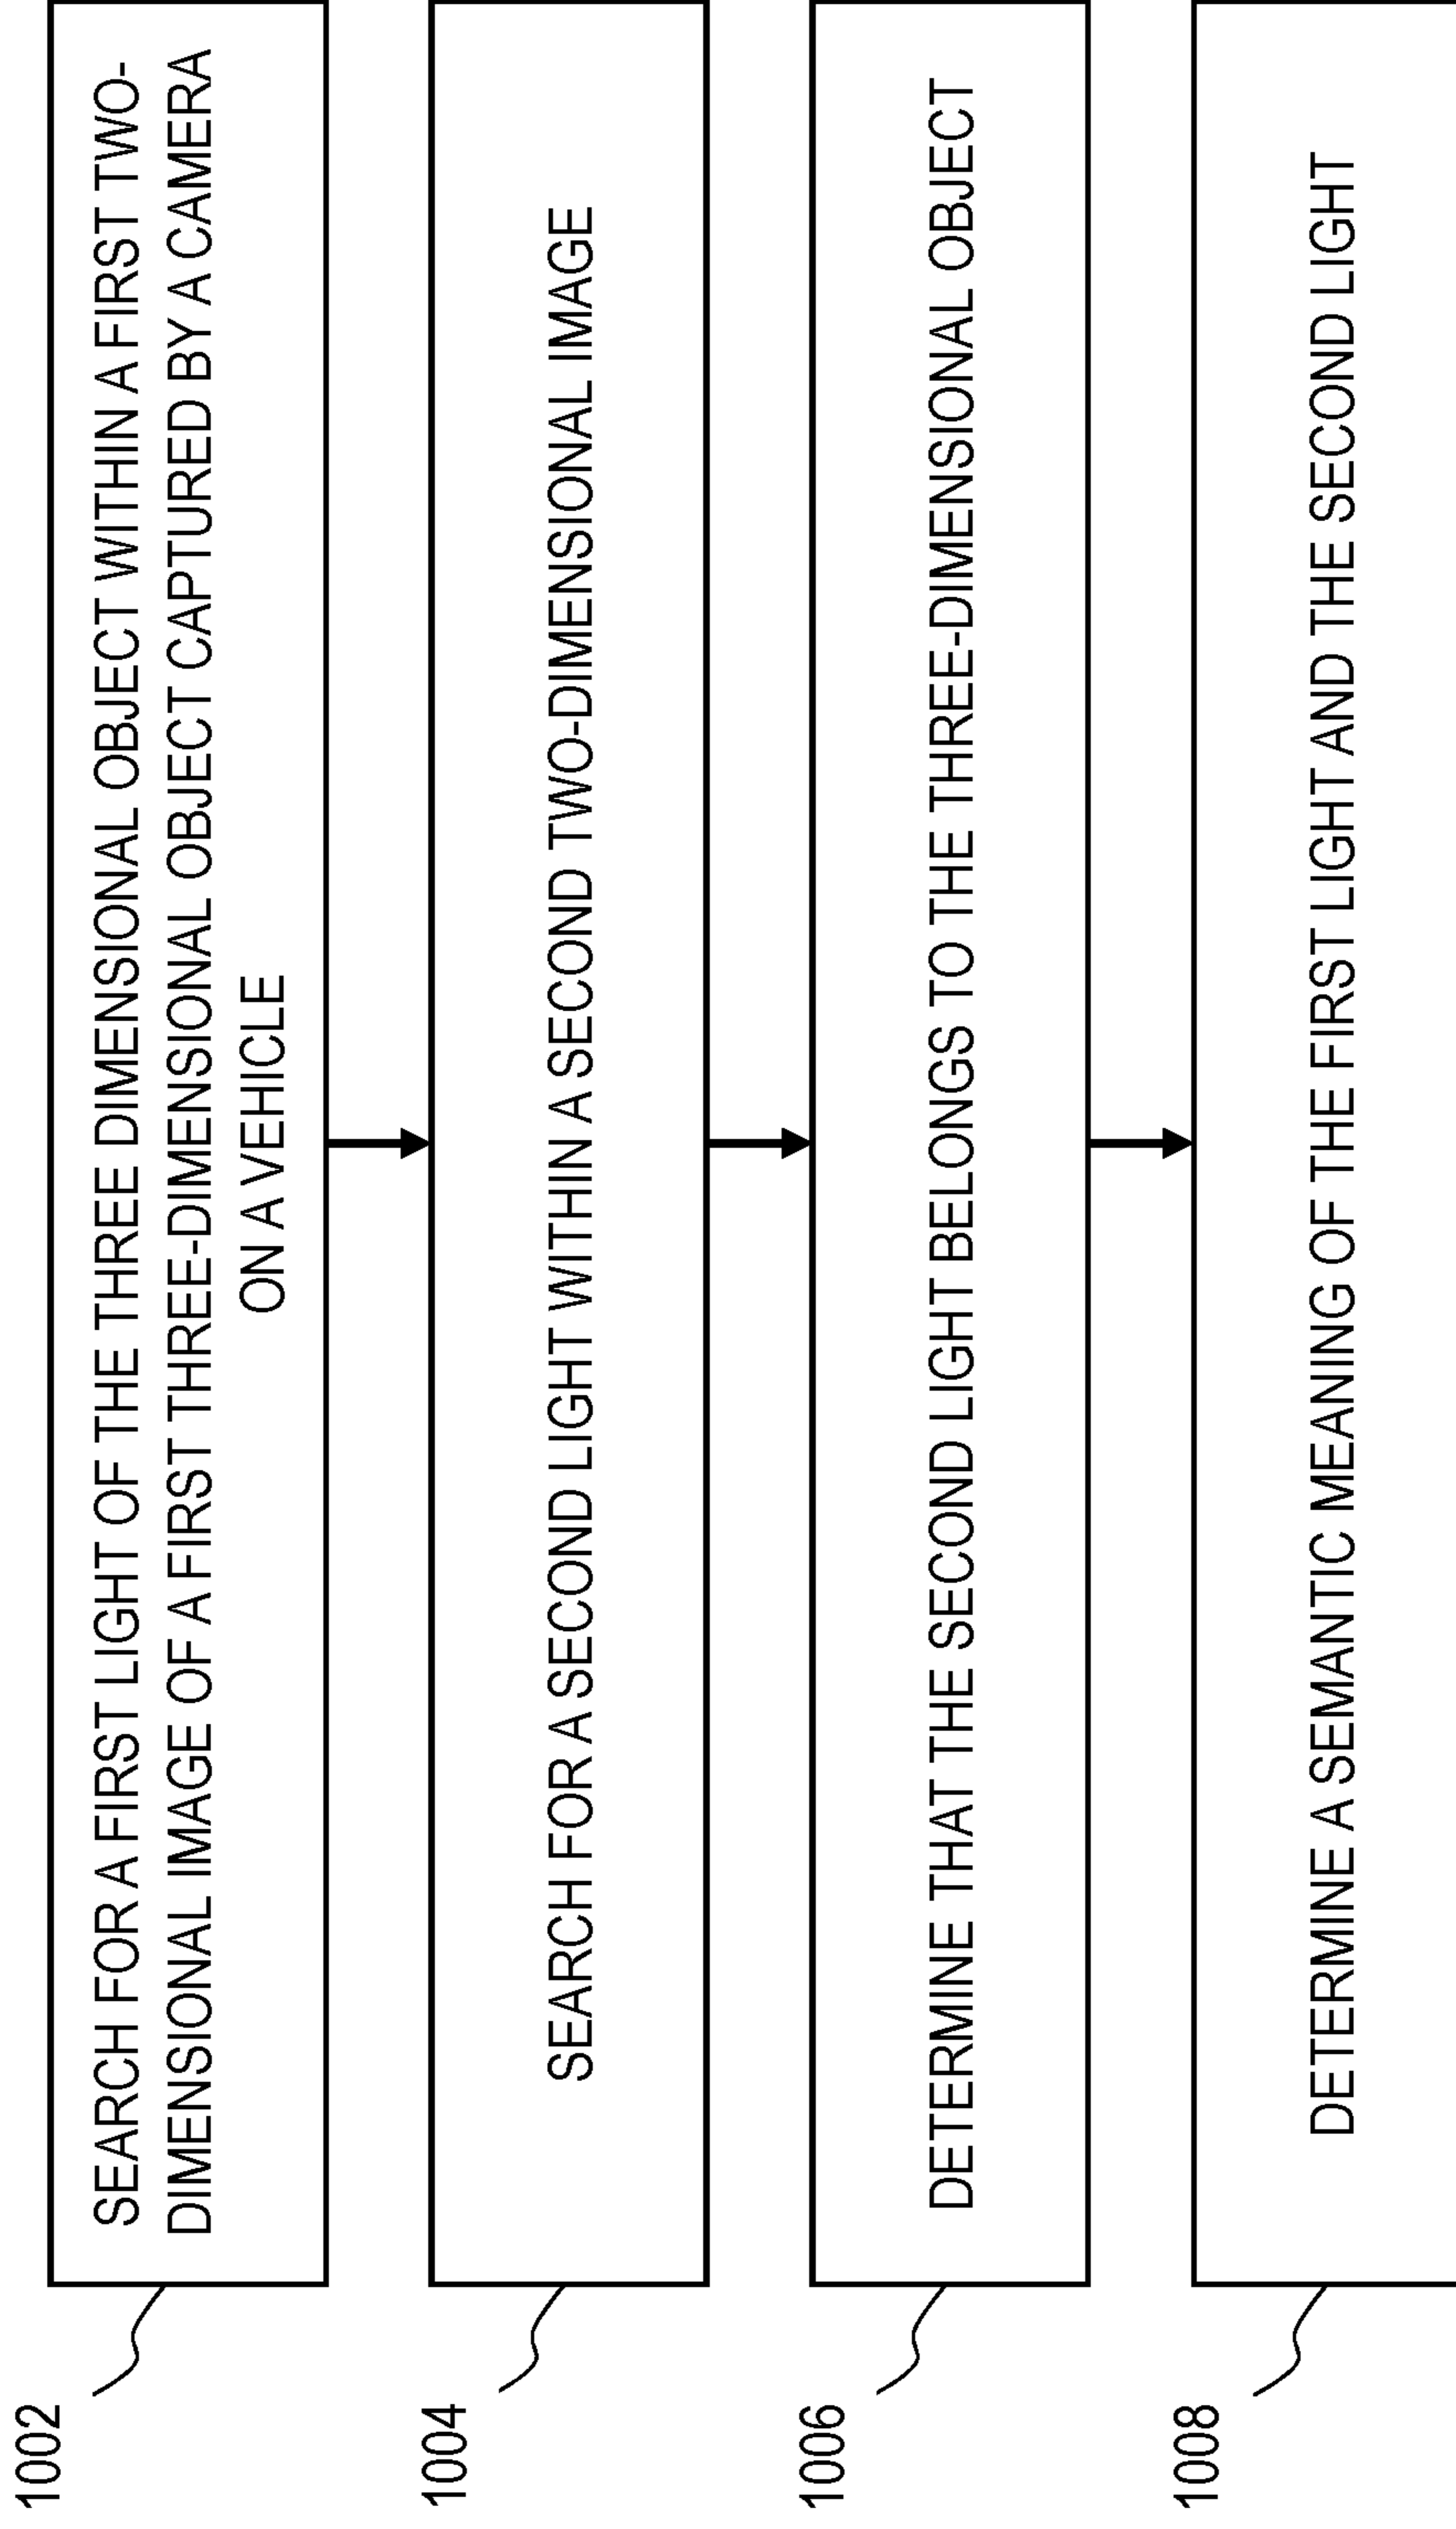 1002
SEARCH FOR A FIRST LIGHT OF THE THREE DIMENSIONAL OBJECT WITHIN A FIRST TWO-
DIMENSIONAL IMAGE OF A FIRST THREE-DIMENSIONAL OBJECT CAPTURED BY A CAMERA
ON A VEHICLE
1004
SEARCH FOR A SECOND LIGHT WITHIN A SECOND TWO-DIMENSIONAL IMAGE
1006
DETERMINE THAT THE SECOND LIGHT BELONGS TO THE THREE-DIMENSIONAL OBJECT
1008
DETERMINE A SEMANTIC MEANING OF THE FIRST LIGHT AND THE SECOND LIGHT